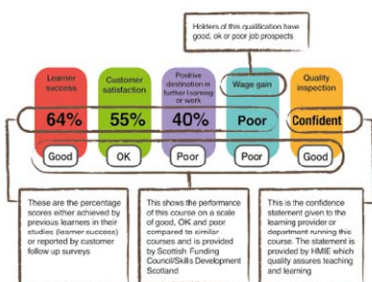 Holders of this qualification have
good, ok or poor job prospects
Learner
success
Customer
satisfaction
Positive
destination in
further learning
or work
Wage gain
Quality
inspection
64%
55%
40%
Poor
Confident
Good
OK
Poor
Poor
Good
These are the percentage
scores either achieved by
previous learners in their
studies (learner success)
or reported by customer
follow up surveys
This shows the performance
of this course on a scale
of good, OK and poor
compared to similar
courses and is provided
by Scottish Funding
Council/Skills Development
Scotland
This is the confidence
statement given to the
learning provider or
department running this
course. The statement is
provided by HMIE which
quality assures teaching
and learning